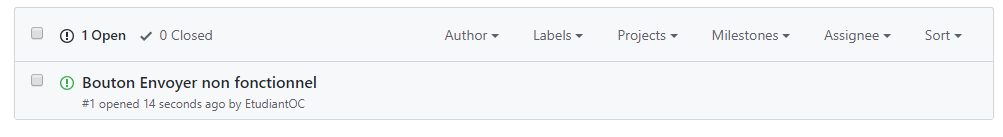 1 Open 0 Closed Author Labels Projects Milestones Assignee Sort
Bouton Envoyer non fonctionnel
#1 opened 14 seconds ago by EtudiantOC